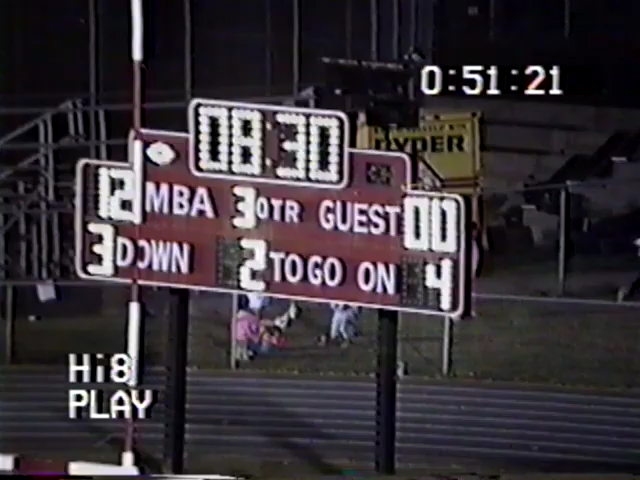 0:51:21
08:30
RYDER
12 MBA 3 QTR GUEST 00
3 DOWN 2 TO GO ON 4
Hi8
PLAY